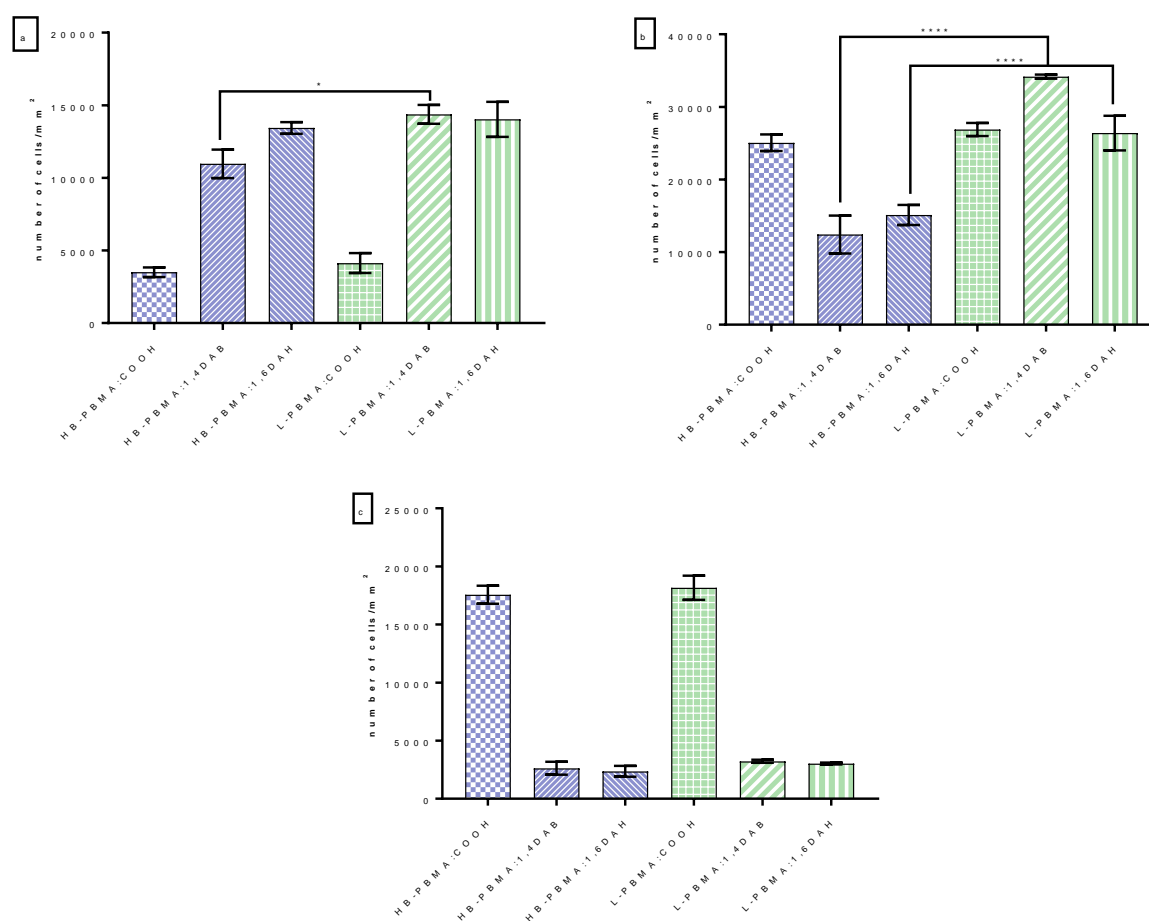 a
20000
15000
10000
5000
0
number of cells/mm²
*
HB-PBMA:COOH
HB-PBMA:1,4DAB
HB-PBMA:1,6DAH
L-PBMA:COOH
L-PBMA:1,4DAB
L-PBMA:1,6DAH
b
40000
30000
20000
10000
0
number of cells/mm²
****
****
HB-PBMA:COOH
HB-PBMA:1,4DAB
HB-PBMA:1,6DAH
L-PBMA:COOH
L-PBMA:1,4DAB
L-PBMA:1,6DAH
c
25000
20000
15000
10000
5000
0
number of cells/mm²
HB-PBMA:COOH
HB-PBMA:1,4DAB
HB-PBMA:1,6DAH
L-PBMA:COOH
L-PBMA:1,4DAB
L-PBMA:1,6DAH